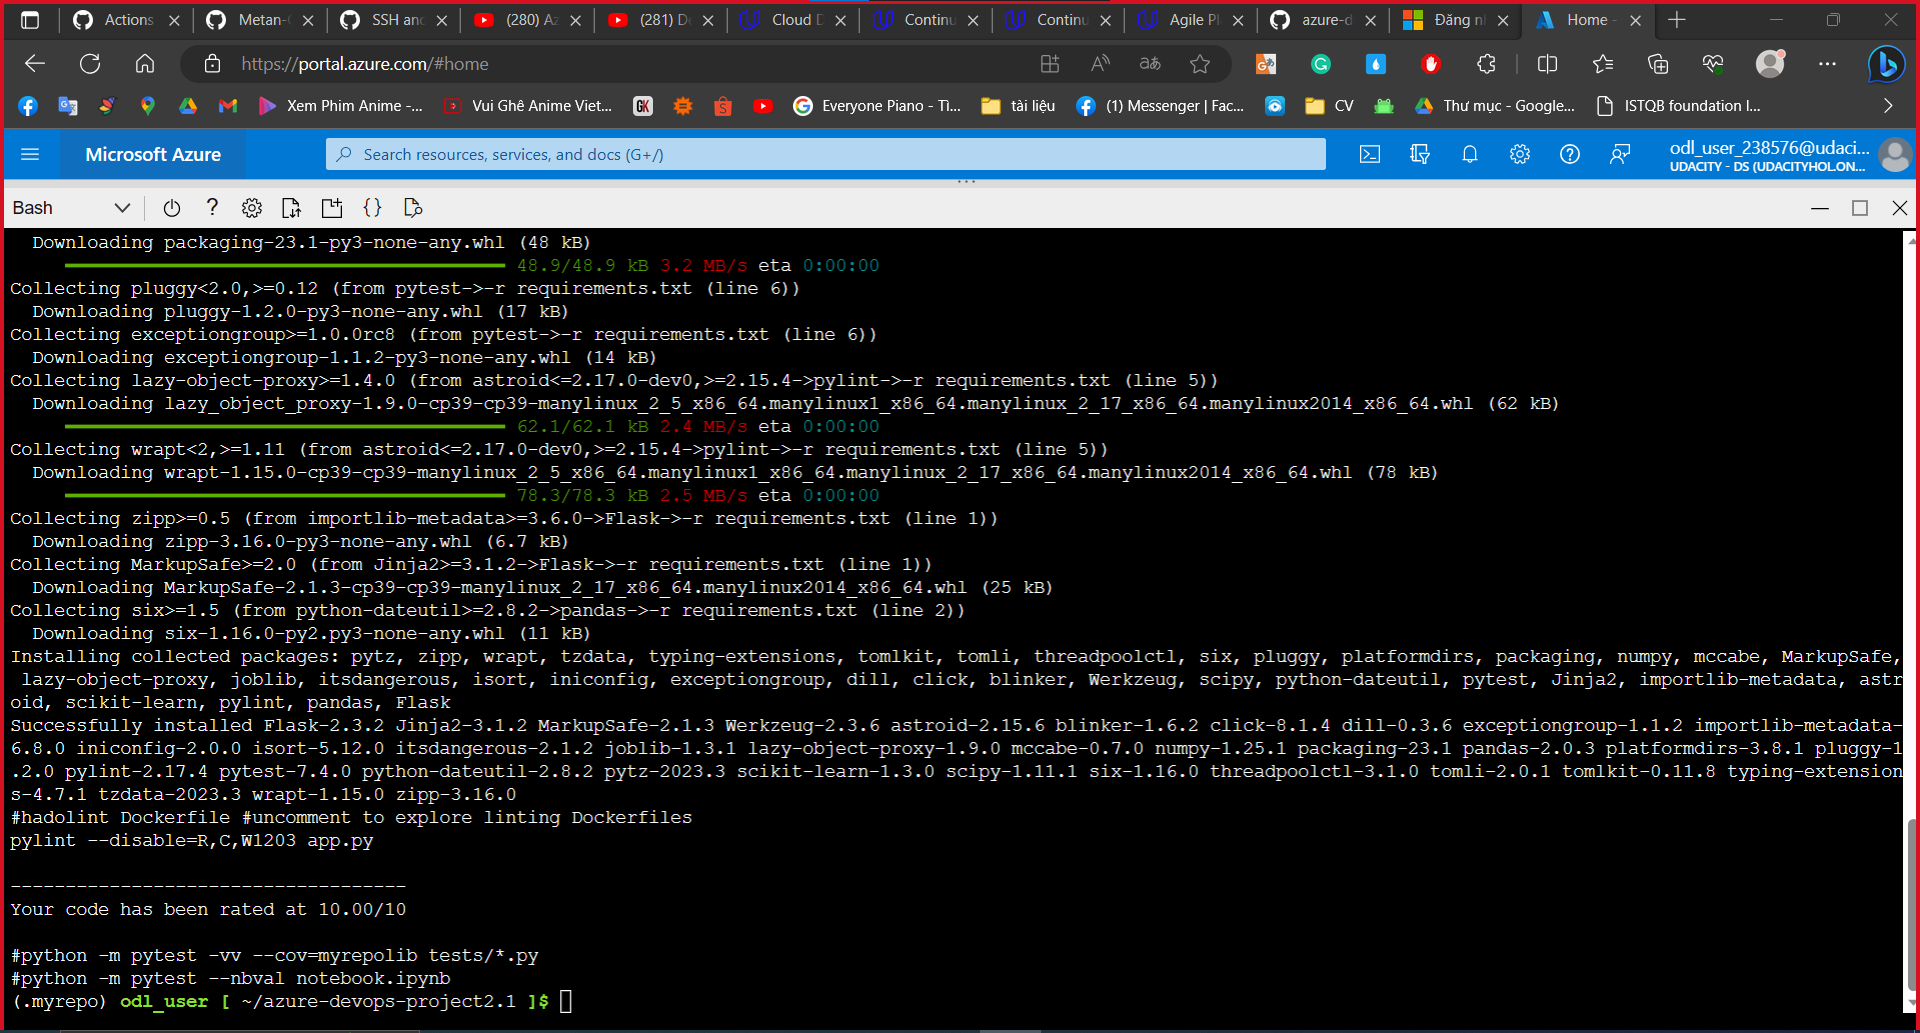 Actions
Metan-
SSH and
(280) Az
(281) De
Cloud D
Continu
Continu
Agile Pl
azure-d
Đăng n
Home -
https://portal.azure.com/#home
Xem Phim Anime -...
Vui Ghê Anime Viet...
Everyone Piano - Tì...
tài liệu
(1) Messenger | Fac...
CV
Thư mục - Google...
ISTQB foundation I...
Microsoft Azure
Search resources, services, and docs (G+/)
odl_user_238576@udaci...
UDACITY - DS (UDACITYHOL.ON...
Bash
Downloading packaging-23.1-py3-none-any.whl (48 kB)
48.9/48.9 kB 3.2 MB/s eta 0:00:00
Collecting pluggy<2.0,>=0.12 (from pytest->-r requirements.txt (line 6))
Downloading pluggy-1.2.0-py3-none-any.whl (17 kB)
Collecting exceptiongroup>=1.0.0rc8 (from pytest->-r requirements.txt (line 6))
Downloading exceptiongroup-1.1.2-py3-none-any.whl (14 kB)
Collecting lazy-object-proxy>=1.4.0 (from astroid<=2.17.0-dev0,>=2.15.4->pylint->-r requirements.txt (line 5))
Downloading lazy_object_proxy-1.9.0-cp39-cp39-manylinux_2_5_x86_64.manylinux1_x86_64.manylinux_2_17_x86_64.manylinux2014_x86_64.whl (62 kB)
62.1/62.1 kB 2.4 MB/s eta 0:00:00
Collecting wrapt<2,>=1.11 (from astroid<=2.17.0-dev0,>=2.15.4->pylint->-r requirements.txt (line 5))
Downloading wrapt-1.15.0-cp39-cp39-manylinux_2_5_x86_64.manylinux1_x86_64.manylinux_2_17_x86_64.manylinux2014_x86_64.whl (78 kB)
78.3/78.3 kB 2.5 MB/s eta 0:00:00
Collecting zipp>=0.5 (from importlib-metadata>=3.6.0->Flask->-r requirements.txt (line 1))
Downloading zipp-3.16.0-py3-none-any.whl (6.7 kB)
Collecting MarkupSafe>=2.0 (from Jinja2>=3.1.2->Flask->-r requirements.txt (line 1))
Downloading MarkupSafe-2.1.3-cp39-cp39-manylinux_2_17_x86_64.manylinux2014_x86_64.whl (25 kB)
Collecting six>=1.5 (from python-dateutil>=2.8.2->pandas->-r requirements.txt (line 2))
Downloading six-1.16.0-py2.py3-none-any.whl (11 kB)
Installing collected packages: pytz, zipp, wrapt, tzdata, typing-extensions, tomlkit, tomli, threadpoolctl, six, pluggy, platformdirs, packaging, numpy, mccabe, MarkupSafe,
lazy-object-proxy, joblib, itsdangerous, isort, iniconfig, exceptiongroup, dill, click, blinker, Werkzeug, scipy, python-dateutil, pytest, Jinja2, importlib-metadata, astr
oid, scikit-learn, pylint, pandas, Flask
Successfully installed Flask-2.3.2 Jinja2-3.1.2 MarkupSafe-2.1.3 Werkzeug-2.3.6 astroid-2.15.6 blinker-1.6.2 click-8.1.4 dill-0.3.6 exceptiongroup-1.1.2 importlib-metadata-
6.8.0 iniconfig-2.0.0 isort-5.12.0 itsdangerous-2.1.2 joblib-1.3.1 lazy-object-proxy-1.9.0 mccabe-0.7.0 numpy-1.25.1 packaging-23.1 pandas-2.0.3 platformdirs-3.8.1 pluggy-1
.2.0 pylint-2.17.4 pytest-7.4.0 python-dateutil-2.8.2 pytz-2023.3 scikit-learn-1.3.0 scipy-1.11.1 six-1.16.0 threadpoolctl-3.1.0 tomli-2.0.1 tomlkit-0.11.8 typing-extension
s-4.7.1 tzdata-2023.3 wrapt-1.15.0 zipp-3.16.0
#hadolint Dockerfile #uncomment to explore linting Dockerfiles
pylint --disable=R,C,W1203 app.py
------------------------------------
Your code has been rated at 10.00/10
#python -m pytest -vv --cov=myrepolib tests/*.py
#python -m pytest --nbval notebook.ipynb
(.myrepo) odl_user [ ~/azure-devops-project2.1 ]$